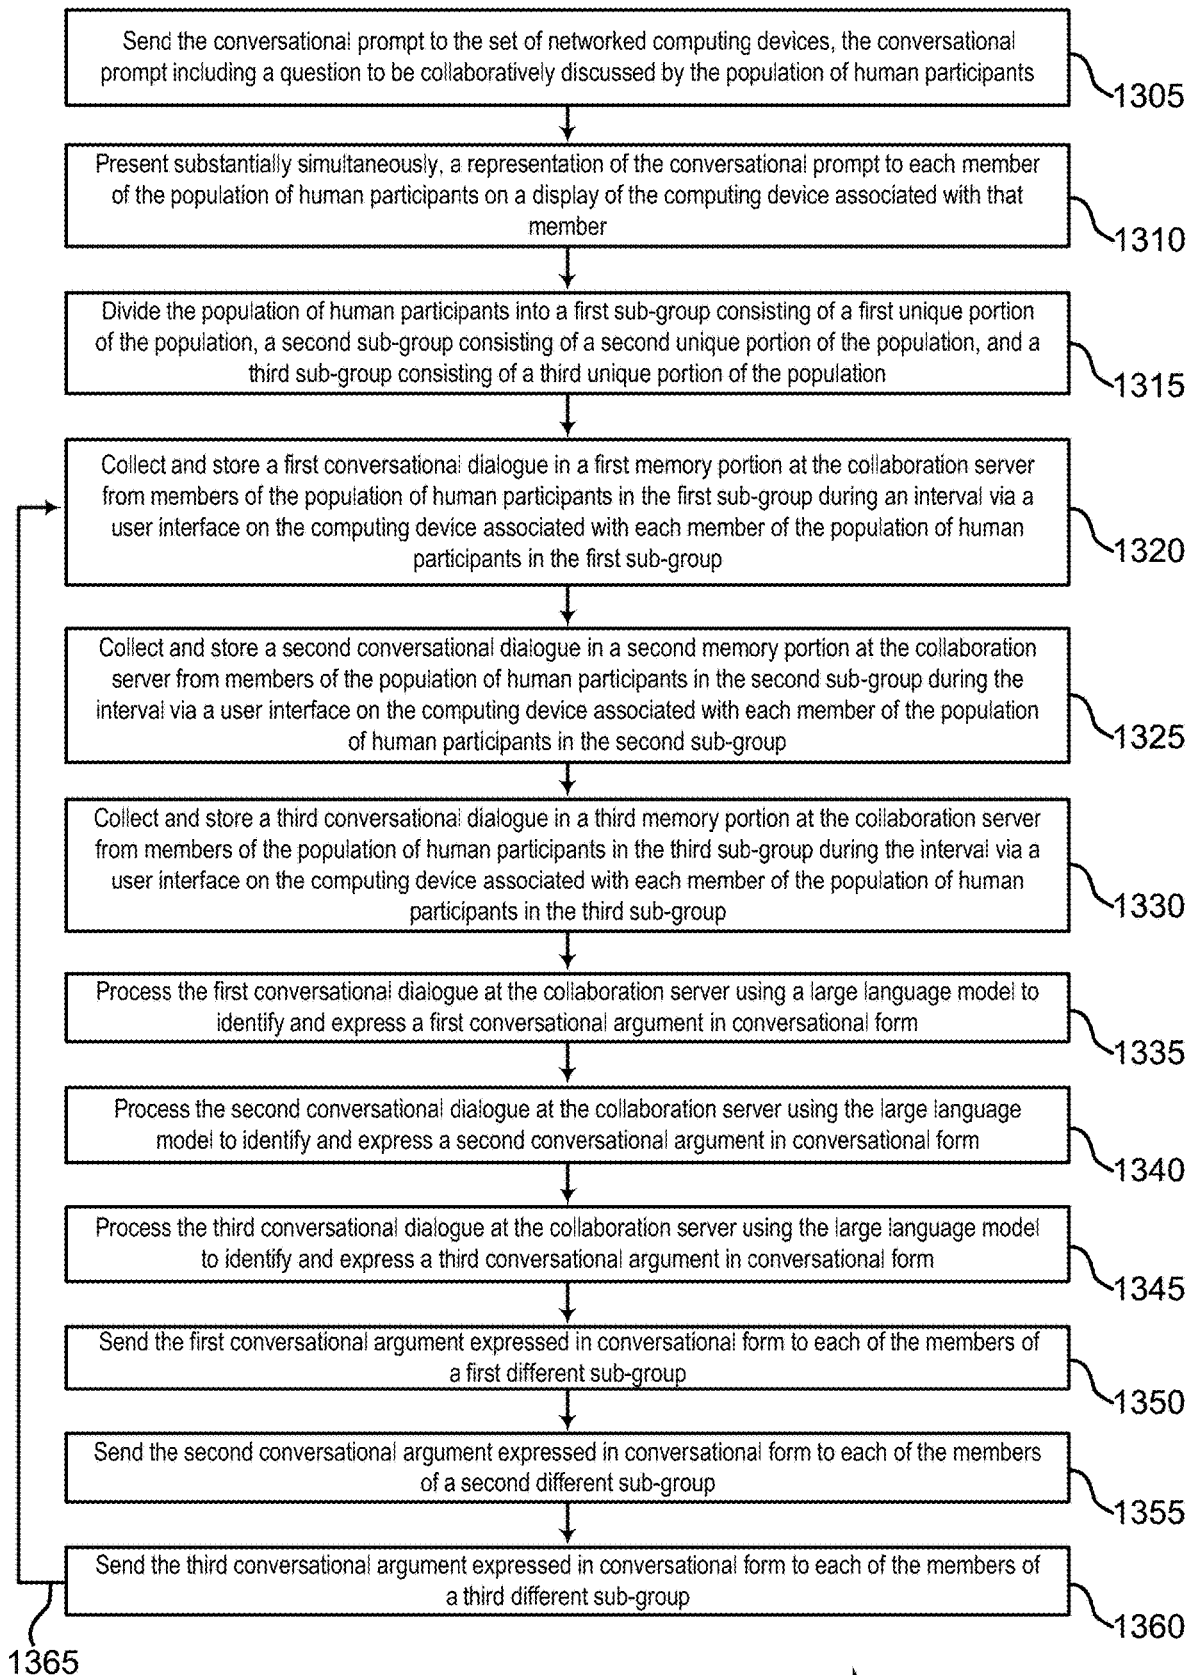 Send the conversational prompt to the set of networked computing devices, the conversational
prompt including a question to be collaboratively discussed by the population of human participants
1305
Present substantially simultaneously, a representation of the conversational prompt to each member
of the population of human participants on a display of the computing device associated with that
member
1310
Divide the population of human participants into a first sub-group consisting of a first unique portion
of the population, a second sub-group consisting of a second unique portion of the population, and a
third sub-group consisting of a third unique portion of the population
1315
Collect and store a first conversational dialogue in a first memory portion at the collaboration server
from members of the population of human participants in the first sub-group during an interval via a
user interface on the computing device associated with each member of the population of human
participants in the first sub-group
1320
Collect and store a second conversational dialogue in a second memory portion at the collaboration
server from members of the population of human participants in the second sub-group during the
interval via a user interface on the computing device associated with each member of the population
of human participants in the second sub-group
1325
Collect and store a third conversational dialogue in a third memory portion at the collaboration server
from members of the population of human participants in the third sub-group during the interval via a
user interface on the computing device associated with each member of the population of human
participants in the third sub-group
1330
Process the first conversational dialogue at the collaboration server using a large language model to
identify and express a first conversational argument in conversational form
1335
Process the second conversational dialogue at the collaboration server using the large language
model to identify and express a second conversational argument in conversational form
1340
Process the third conversational dialogue at the collaboration server using the large language model
to identify and express a third conversational argument in conversational form
1345
Send the first conversational argument expressed in conversational form to each of the members of
a first different sub-group
1350
Send the second conversational argument expressed in conversational form to each of the members
of a second different sub-group
1355
Send the third conversational argument expressed in conversational form to each of the members of
a third different sub-group
1360
1365